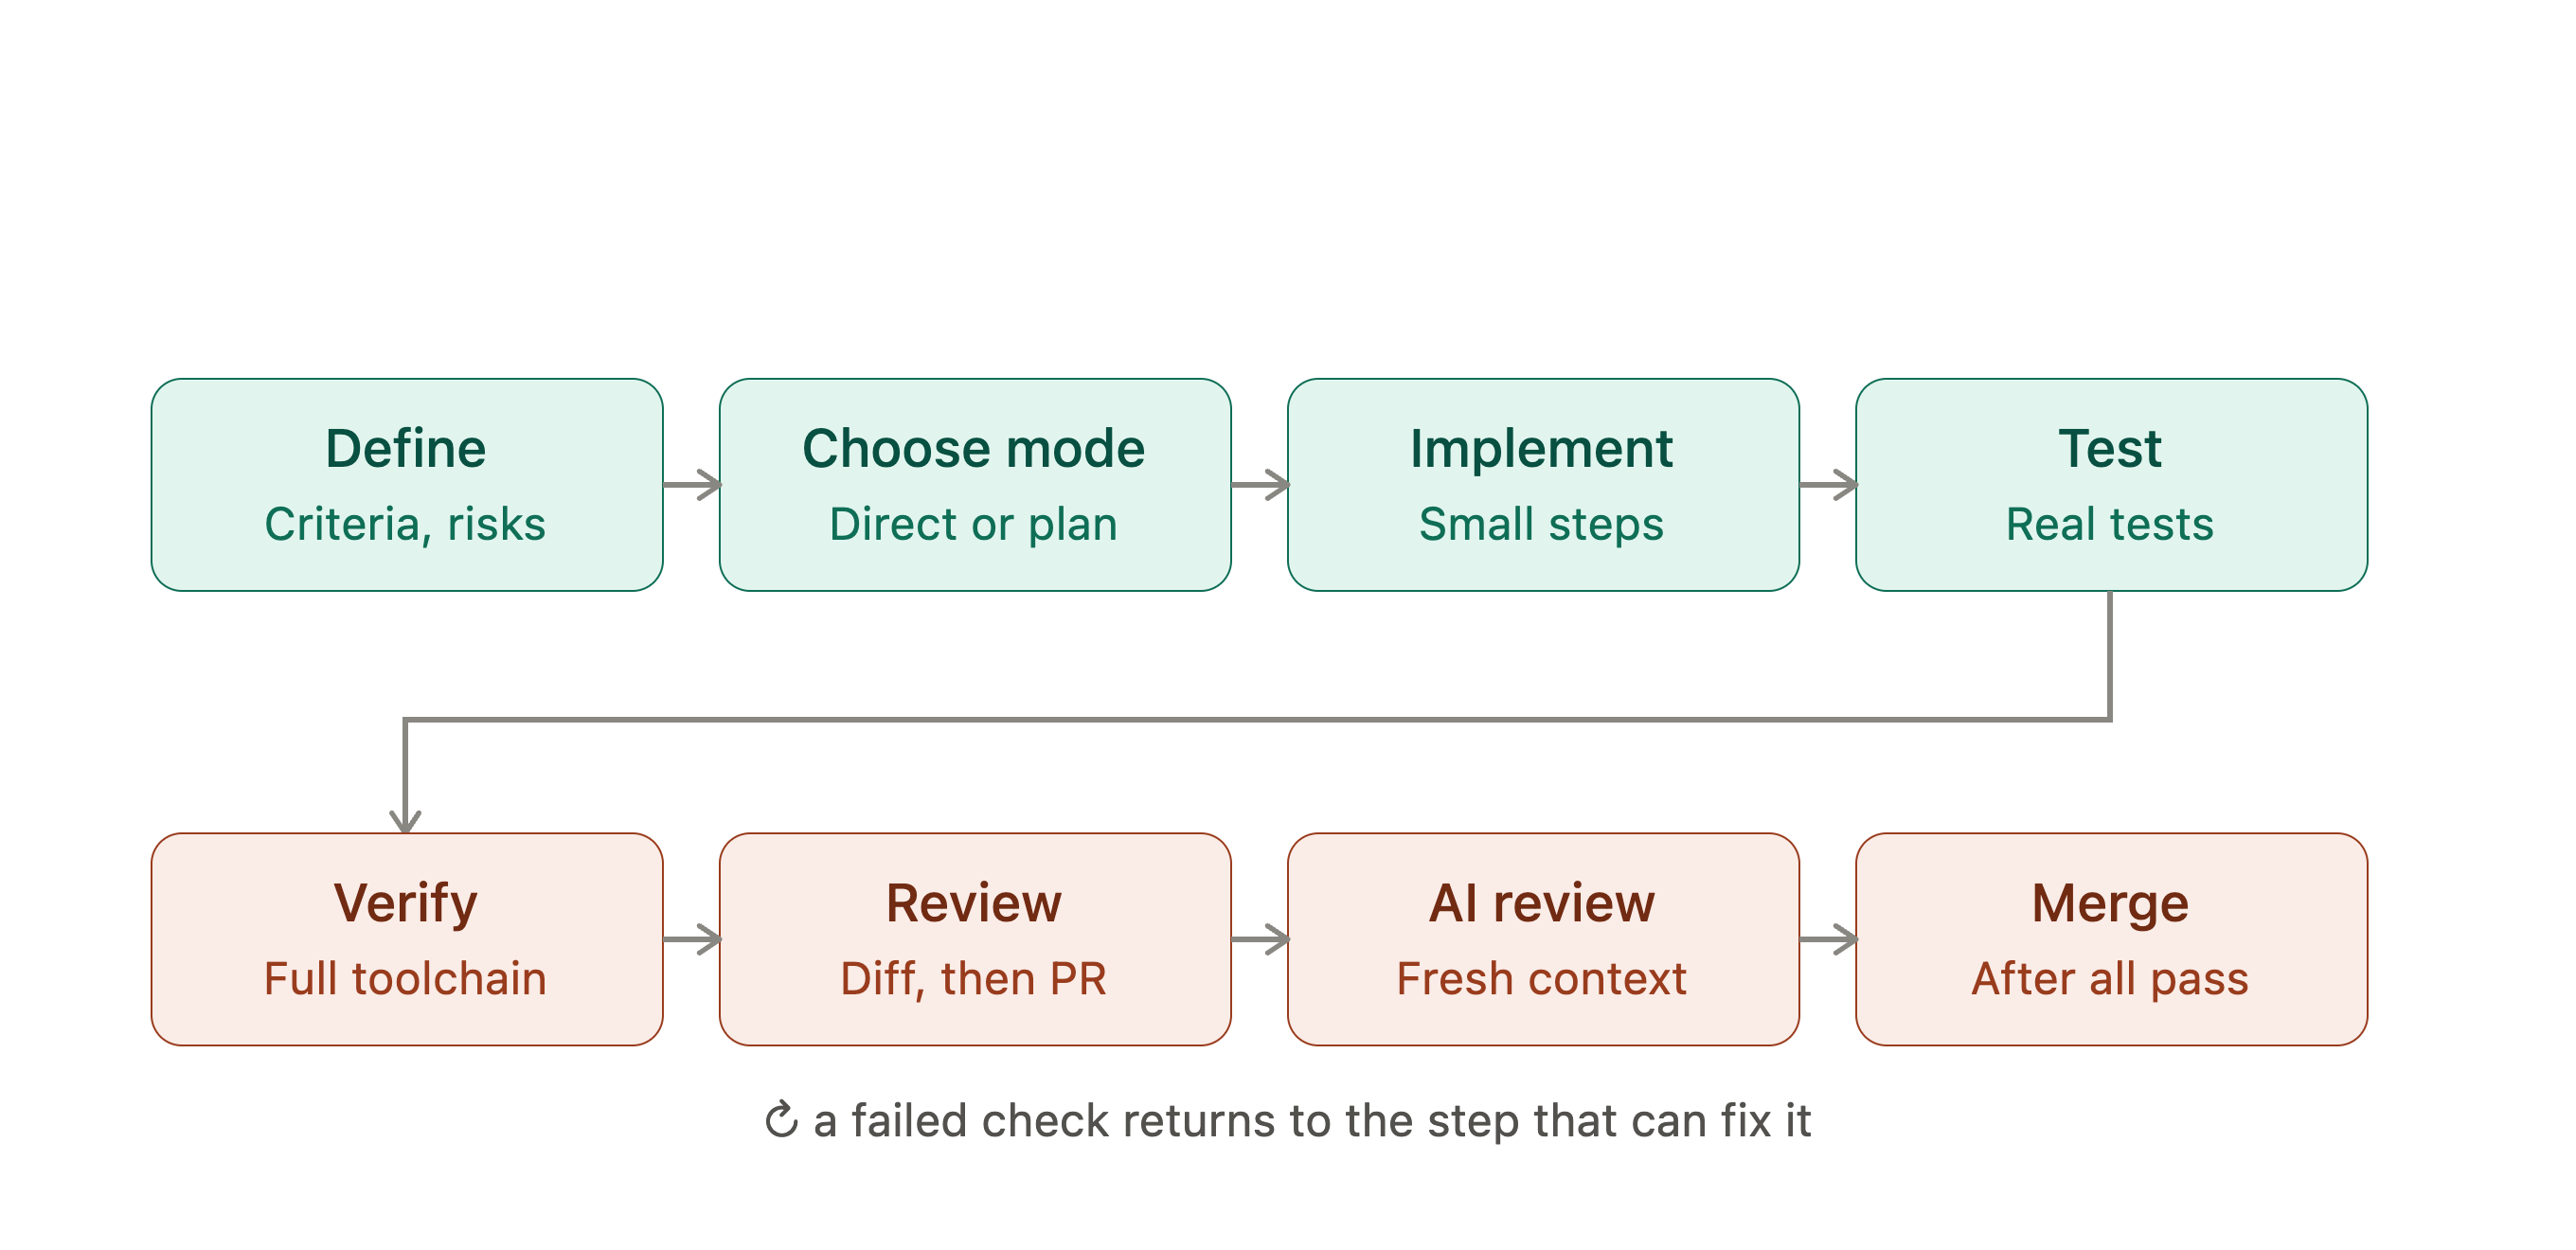 Define
Criteria, risks
Choose mode
Direct or plan
Implement
Small steps
Test
Real tests
Verify
Full toolchain
Review
Diff, then PR
AI review
Fresh context
Merge
After all pass
↻ a failed check returns to the step that can fix it